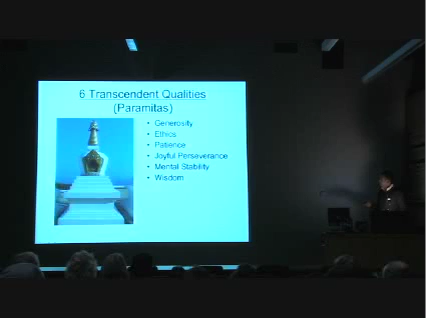 6 Transcendent Qualities
(Paramitas)
• Generosity
• Ethics
• Patience
• Joyful Perseverance
• Mental Stability
• Wisdom